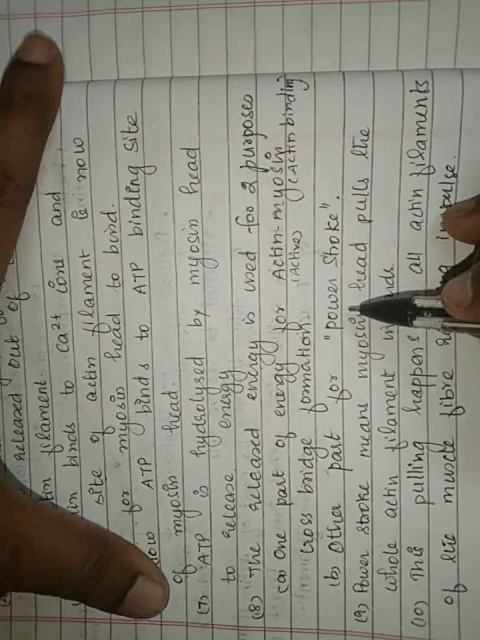 released out of
filament.
binds to Ca2+ ions and
site of actin filament is now
for myosin head to bind.
ATP binds to ATP binding site
of myosin head.
(7) ATP is hydrolysed by myosin head
to release energy
(8) The released energy is used for 2 purposes
(a) One part of energy for Actin-myosin
(Active) (actin binding)
cross bridge formation.
(b) Other part for "power stroke".
(9) Power stroke means myosin head pulls the
whole actin filament
(10) This pulling happens all actin filaments
of the muscle fibre impulse.